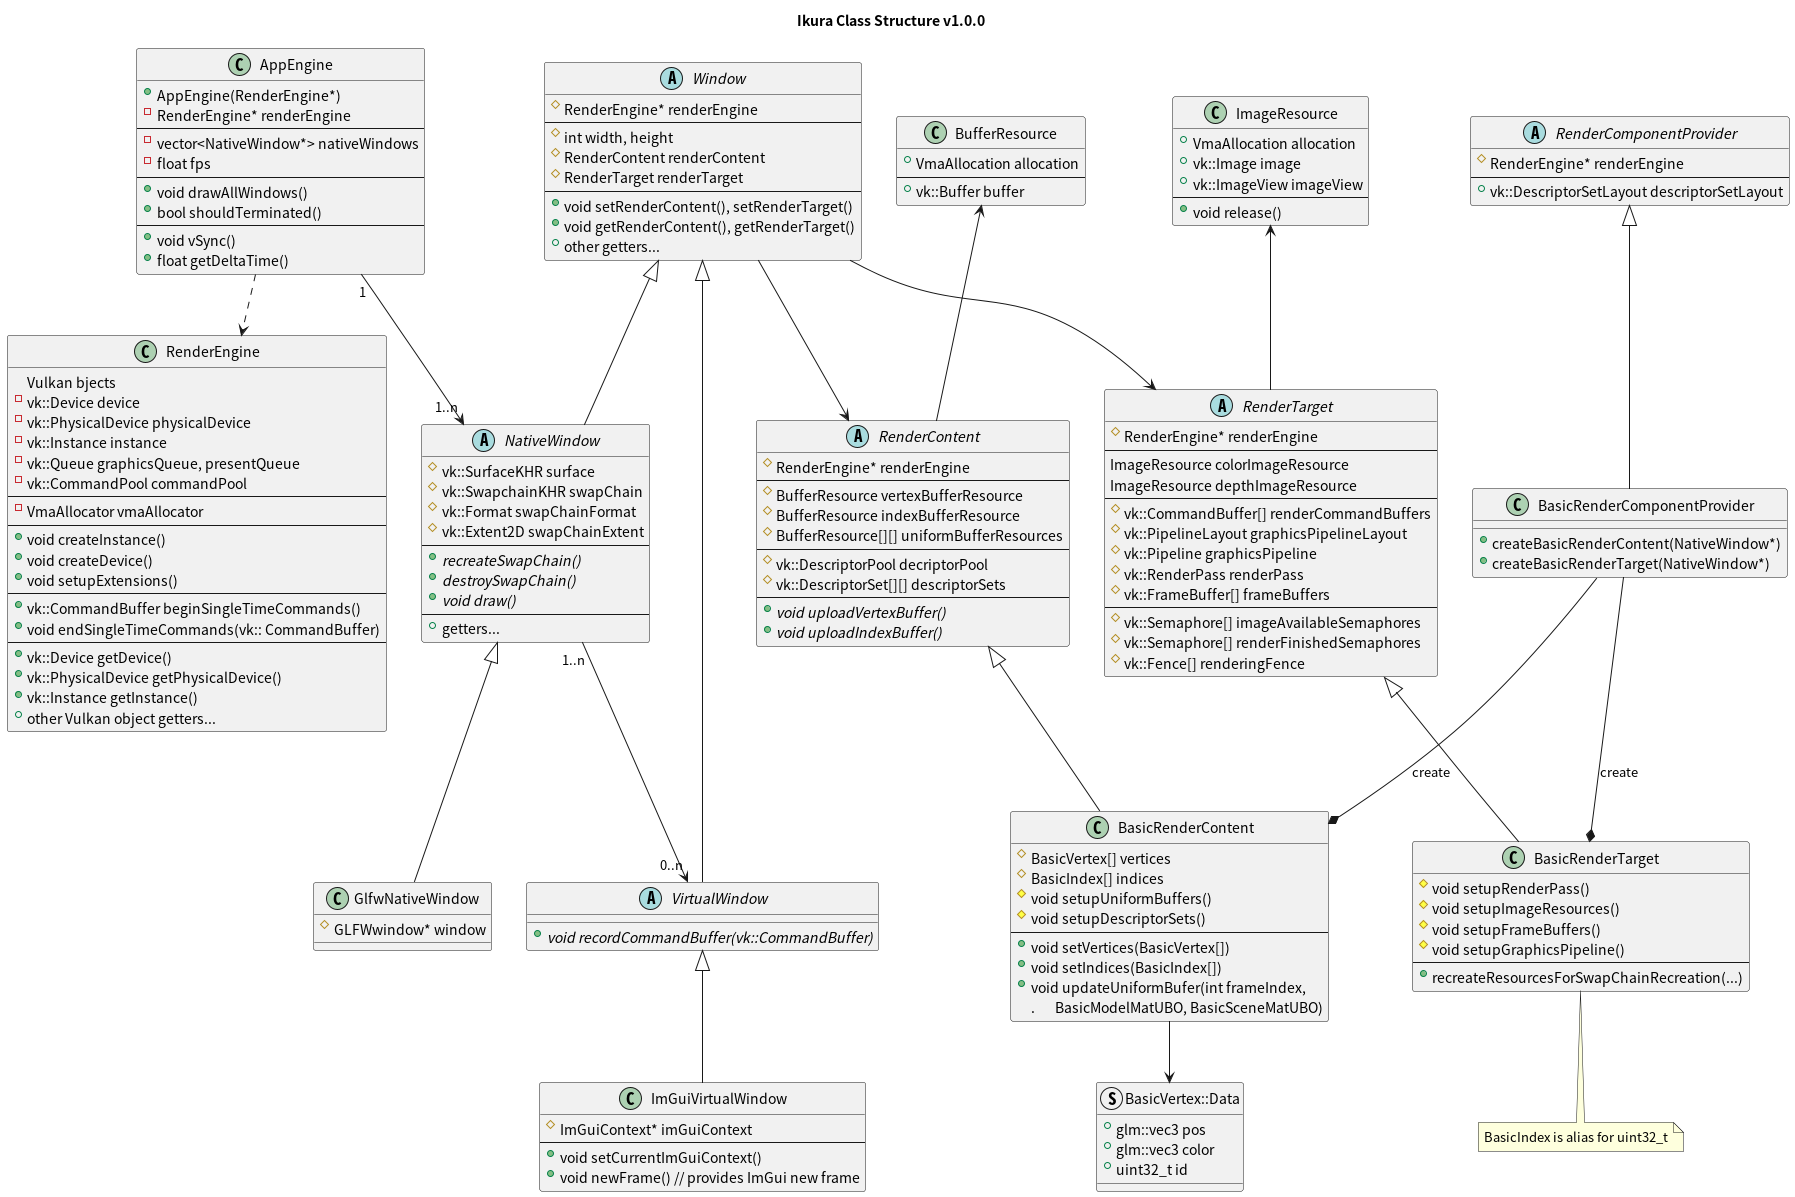 Ikura Class Structure v1.0.0
C AppEngine
AppEngine(RenderEngine*)
RenderEngine* renderEngine
vector<NativeWindow*> nativeWindows
float fps
void drawAllWindows()
bool shouldTerminated()
void vSync()
float getDeltaTime()
A Window
RenderEngine* renderEngine
int width, height
RenderContent renderContent
RenderTarget renderTarget
void setRenderContent(), setRenderTarget()
void getRenderContent(), getRenderTarget()
other getters...
C BufferResource
VmaAllocation allocation
vk::Buffer buffer
C ImageResource
VmaAllocation allocation
vk::Image image
vk::ImageView imageView
void release()
A RenderComponentProvider
RenderEngine* renderEngine
vk::DescriptorSetLayout descriptorSetLayout
1
1..n
C RenderEngine
Vulkan bjects
vk::Device device
vk::PhysicalDevice physicalDevice
vk::Instance instance
vk::Queue graphicsQueue, presentQueue
vk::CommandPool commandPool
VmaAllocator vmaAllocator
void createInstance()
void createDevice()
void setupExtensions()
vk::CommandBuffer beginSingleTimeCommands()
void endSingleTimeCommands(vk:: CommandBuffer)
vk::Device getDevice()
vk::PhysicalDevice getPhysicalDevice()
vk::Instance getInstance()
other Vulkan object getters...
A NativeWindow
vk::SurfaceKHR surface
vk::SwapchainKHR swapChain
vk::Format swapChainFormat
vk::Extent2D swapChainExtent
recreateSwapChain()
destroySwapChain()
void draw()
getters...
A RenderContent
RenderEngine* renderEngine
BufferResource vertexBufferResource
BufferResource indexBufferResource
BufferResource[][] uniformBufferResources
vk::DescriptorPool decriptorPool
vk::DescriptorSet[][] descriptorSets
void uploadVertexBuffer()
void uploadIndexBuffer()
A RenderTarget
RenderEngine* renderEngine
ImageResource colorImageResource
ImageResource depthImageResource
vk::CommandBuffer[] renderCommandBuffers
vk::PipelineLayout graphicsPipelineLayout
vk::Pipeline graphicsPipeline
vk::RenderPass renderPass
vk::FrameBuffer[] frameBuffers
vk::Semaphore[] imageAvailableSemaphores
vk::Semaphore[] renderFinishedSemaphores
vk::Fence[] renderingFence
C BasicRenderComponentProvider
createBasicRenderContent(NativeWindow*)
createBasicRenderTarget(NativeWindow*)
1..n
0..n
create
create
C GlfwNativeWindow
GLFWwindow* window
A VirtualWindow
void recordCommandBuffer(vk::CommandBuffer)
C BasicRenderContent
BasicVertex[] vertices
BasicIndex[] indices
void setupUniformBuffers()
void setupDescriptorSets()
void setVertices(BasicVertex[])
void setIndices(BasicIndex[])
void updateUniformBufer(int frameIndex,
. BasicModelMatUBO, BasicSceneMatUBO)
C BasicRenderTarget
void setupRenderPass()
void setupImageResources()
void setupFrameBuffers()
void setupGraphicsPipeline()
recreateResourcesForSwapChainRecreation(...)
C ImGuiVirtualWindow
ImGuiContext* imGuiContext
void setCurrentImGuiContext()
void newFrame() // provides ImGui new frame
S BasicVertex::Data
glm::vec3 pos
glm::vec3 color
uint32_t id
BasicIndex is alias for uint32_t